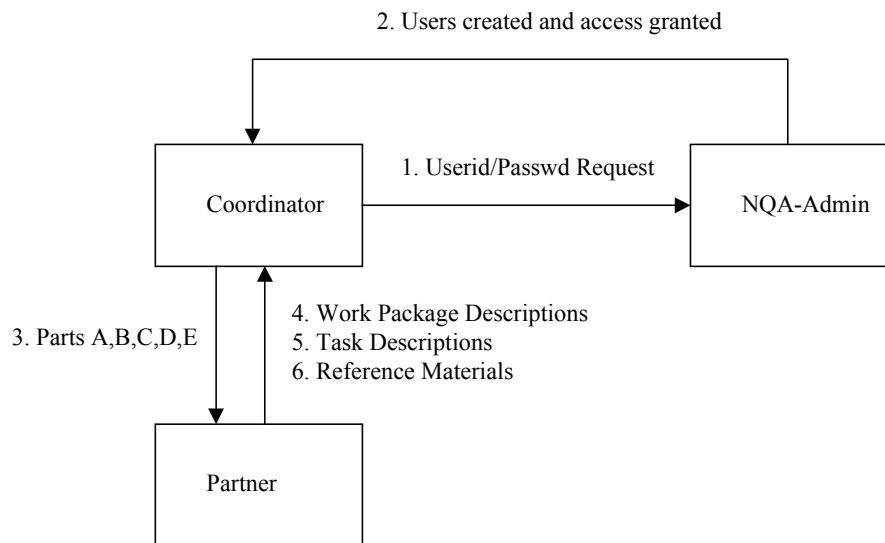 2. Users created and access granted
1. Userid/Passwd Request
Coordinator
NQA-Admin
3. Parts A,B,C,D,E
4. Work Package Descriptions
5. Task Descriptions
6. Reference Materials
Partner